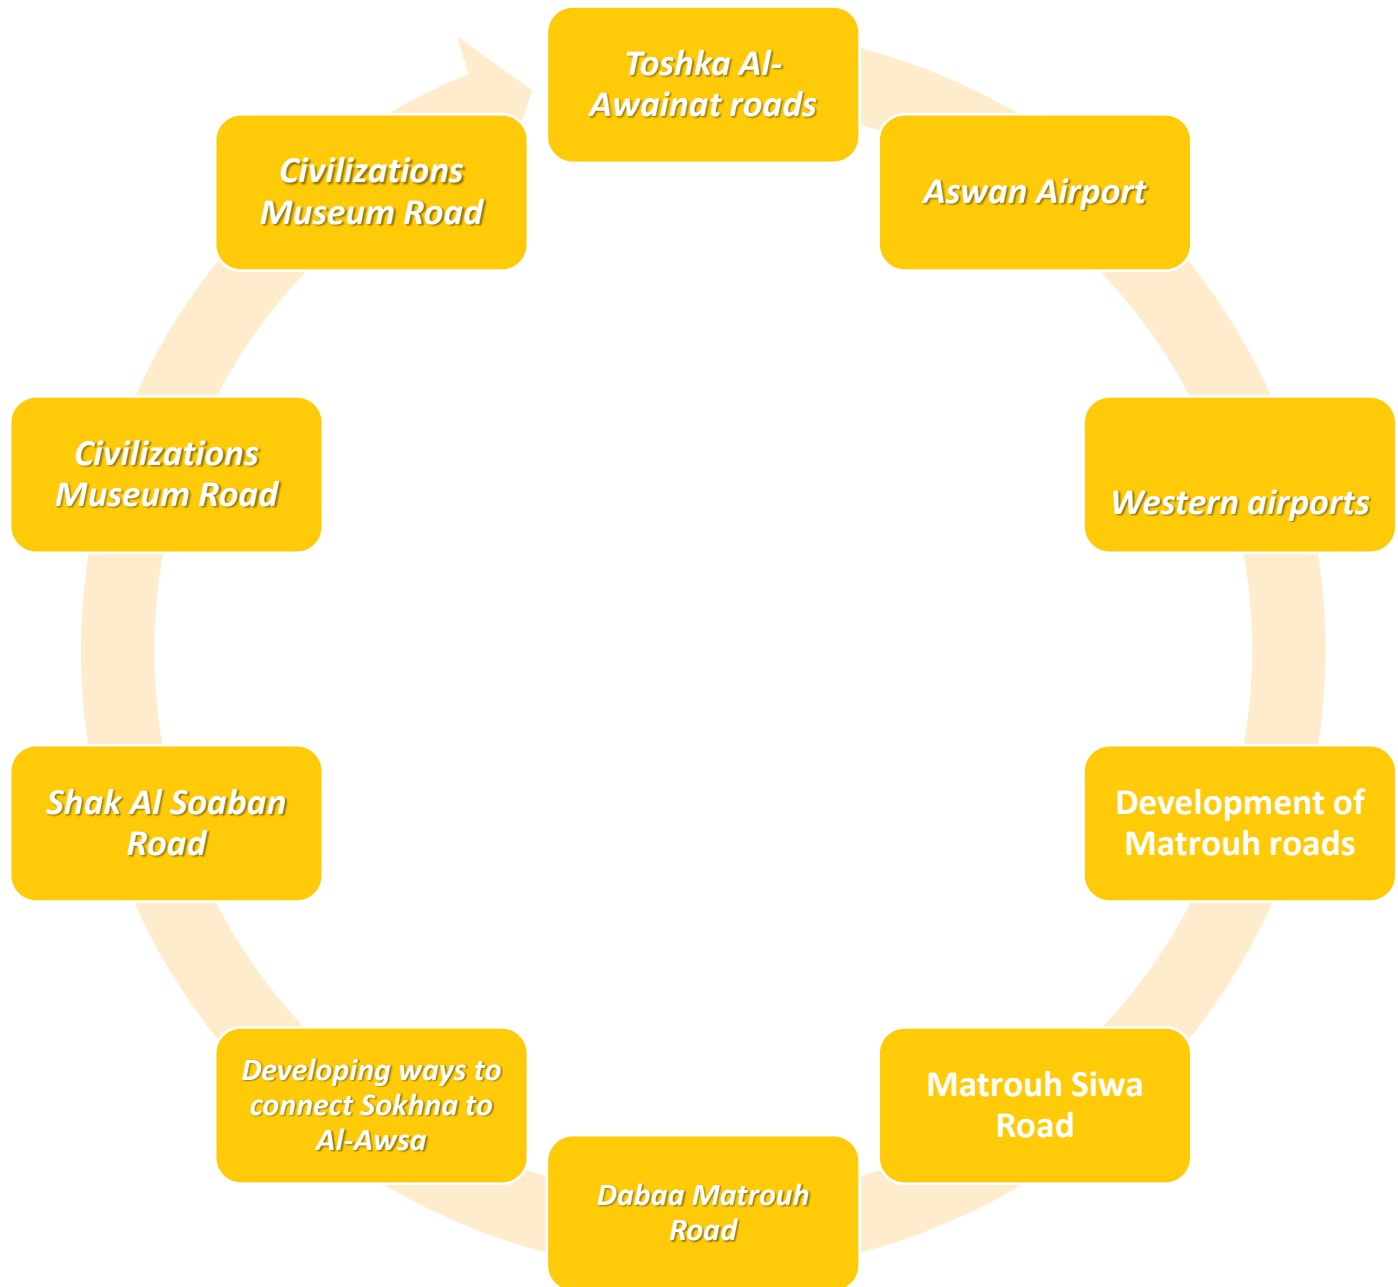 Toshka Al-
Awainat roads
Aswan Airport
Western airports
Development of
Matrouh roads
Matrouh Siwa
Road
Dabaa Matrouh
Road
Developing ways to
connect Sokhna to
Al-Awsa
Shak Al Soaban
Road
Civilizations
Museum Road
Civilizations
Museum Road